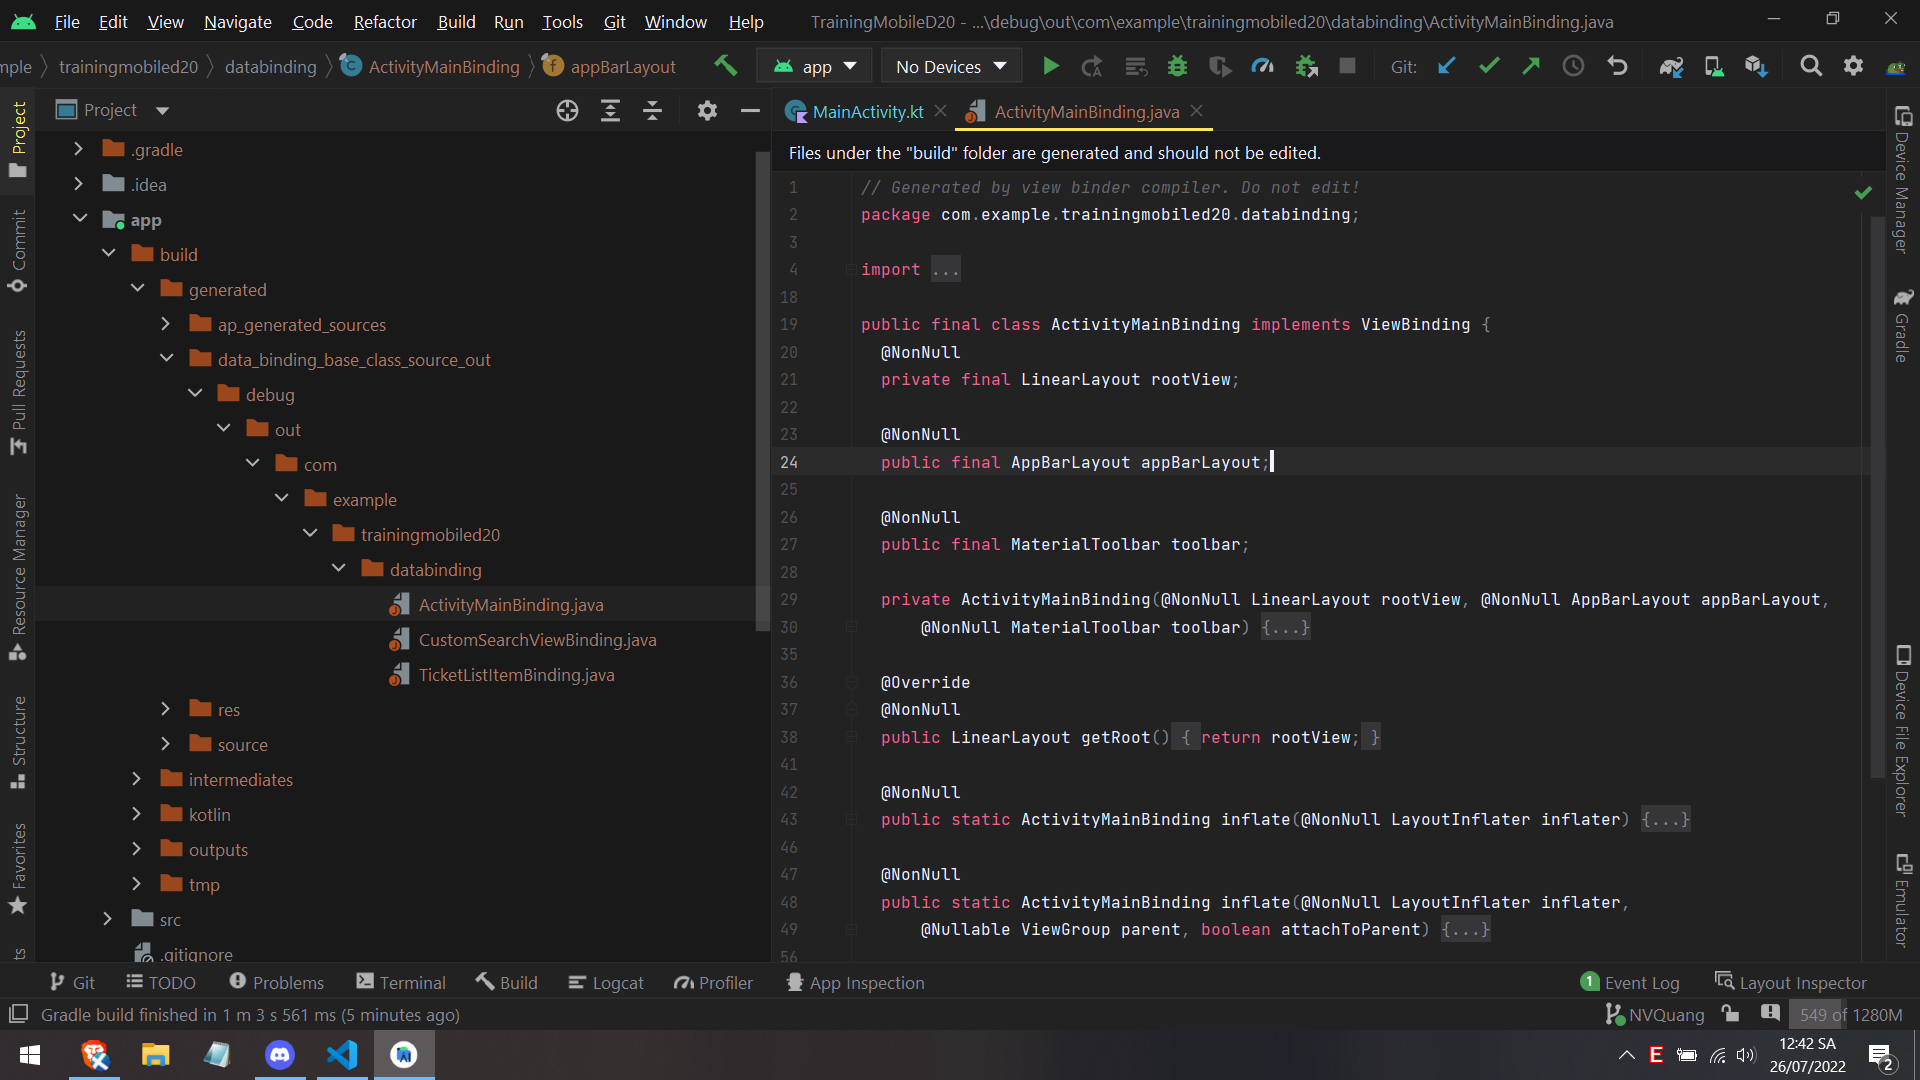 File Edit View Navigate Code Refactor Build Run Tools Git Window Help TrainingMobileD20 - ...\debug\out\com\example\trainingmobiled20\databinding\ActivityMainBinding.java
mple trainingmobiled20 databinding ActivityMainBinding appBarLayout app No Devices Git:
Project
MainActivity.kt ActivityMainBinding.java
Files under the "build" folder are generated and should not be edited.
.gradle
.idea
app
build
generated
ap_generated_sources
data_binding_base_class_source_out
debug
out
com
example
trainingmobiled20
databinding
ActivityMainBinding.java
CustomSearchViewBinding.java
TicketListItemBinding.java
res
source
intermediates
kotlin
outputs
tmp
src
.gitignore
1 // Generated by view binder compiler. Do not edit!
2 package com.example.trainingmobiled20.databinding;
3
4 import ...
18
19 public final class ActivityMainBinding implements ViewBinding {
20 @NonNull
21 private final LinearLayout rootView;
22
23 @NonNull
24 public final AppBarLayout appBarLayout;
25
26 @NonNull
27 public final MaterialToolbar toolbar;
28
29 private ActivityMainBinding(@NonNull LinearLayout rootView, @NonNull AppBarLayout appBarLayout,
30 @NonNull MaterialToolbar toolbar) {...}
35
36 @Override
37 @NonNull
38 public LinearLayout getRoot() { return rootView; }
41
42 @NonNull
43 public static ActivityMainBinding inflate(@NonNull LayoutInflater inflater) {...}
46
47 @NonNull
48 public static ActivityMainBinding inflate(@NonNull LayoutInflater inflater,
49 @Nullable ViewGroup parent, boolean attachToParent) {...}
56
Project
Commit
Pull Requests
Resource Manager
Structure
Favorites
ts
Device Manager
Gradle
Device File Explorer
Emulator
Git TODO Problems Terminal Build Logcat Profiler App Inspection 1 Event Log Layout Inspector
Gradle build finished in 1 m 3 s 561 ms (5 minutes ago) NVQuang 549 of 1280M
E 12:42 SA
26/07/2022 2